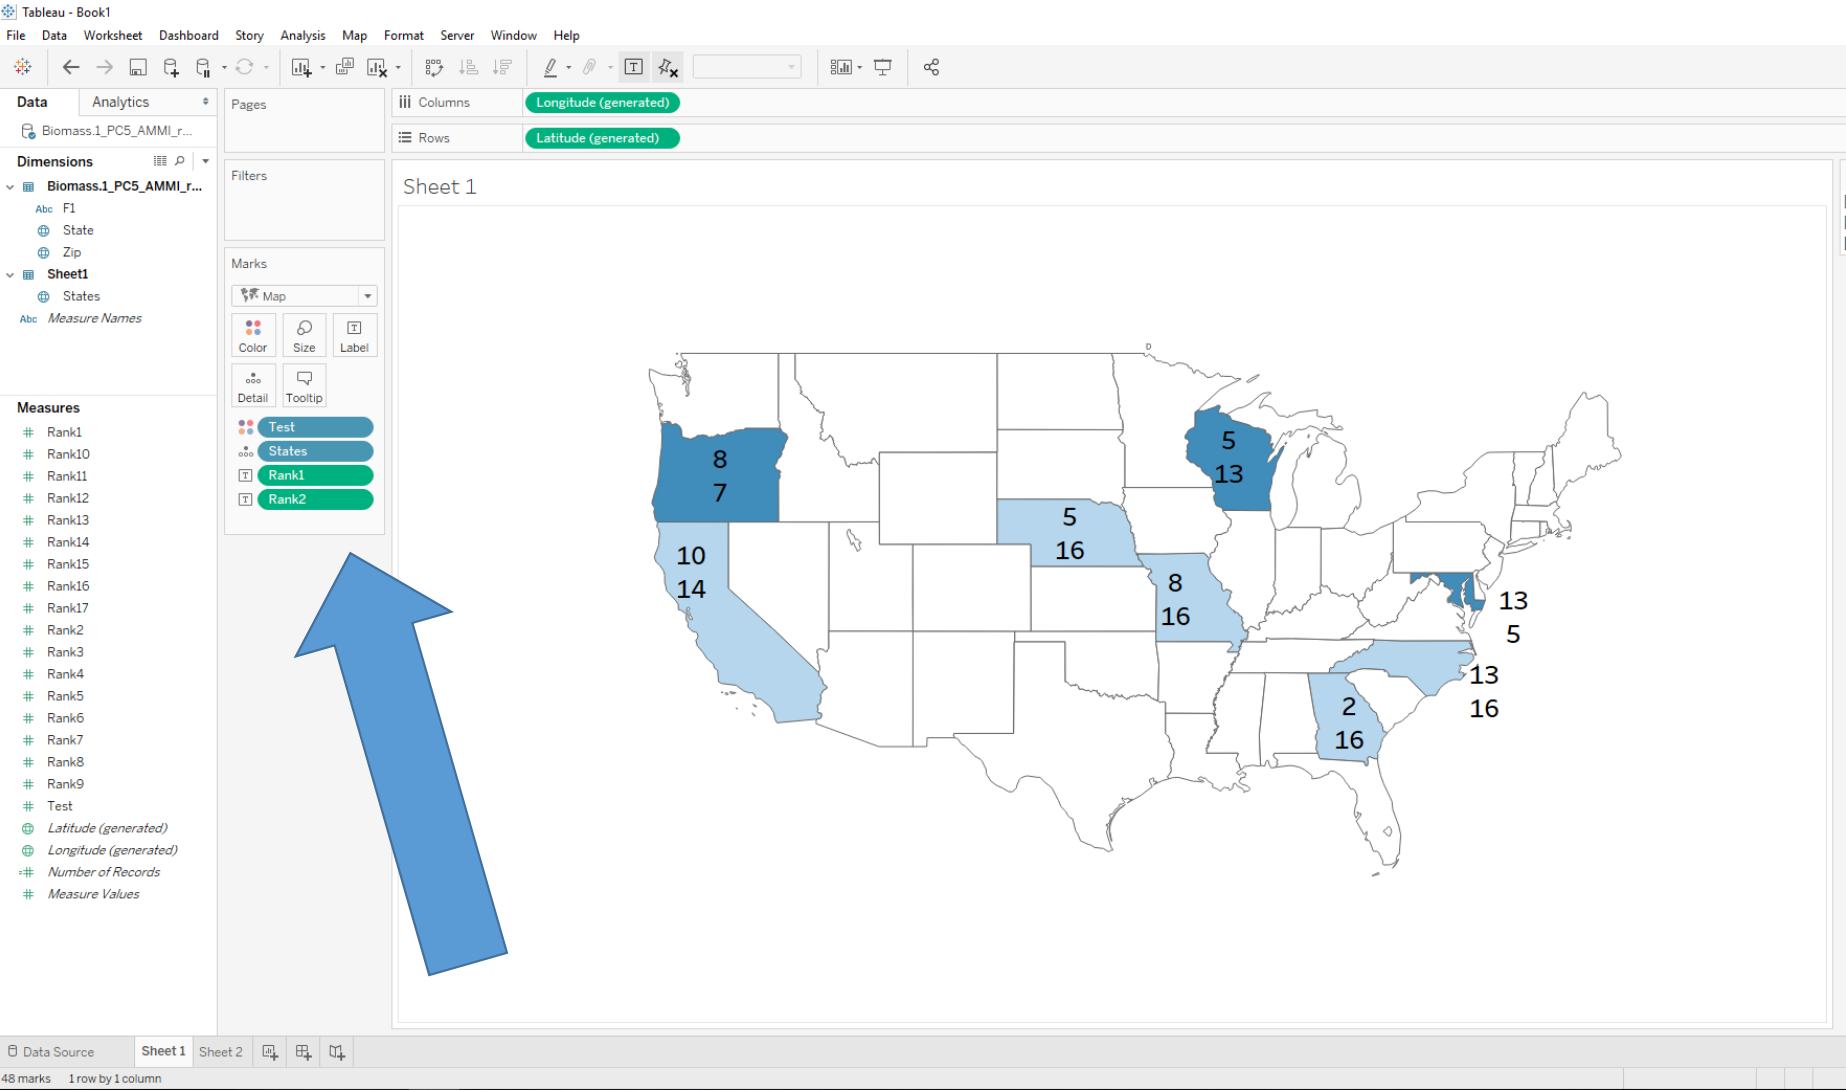 Tableau - Book1
File Data Worksheet Dashboard Story Analysis Map Format Server Window Help
Data Analytics
Biomass.1_PC5_AMMI_r...
Dimensions
Biomass.1_PC5_AMMI_r...
Abc F1
State
Zip
Sheet1
States
Abc Measure Names
Measures
# Rank1
# Rank10
# Rank11
# Rank12
# Rank13
# Rank14
# Rank15
# Rank16
# Rank17
# Rank2
# Rank3
# Rank4
# Rank5
# Rank6
# Rank7
# Rank8
# Rank9
# Test
Latitude (generated)
Longitude (generated)
=# Number of Records
# Measure Values
Pages
Filters
Marks
Map
Color Size T Label
Detail Tooltip
Test
States
T Rank1
T Rank2
Columns Longitude (generated)
Rows Latitude (generated)
Sheet 1
8
7
10
14
5
13
5
16
8
16
13
5
13
16
2
16
Data Source Sheet 1 Sheet 2
48 marks 1 row by 1 column